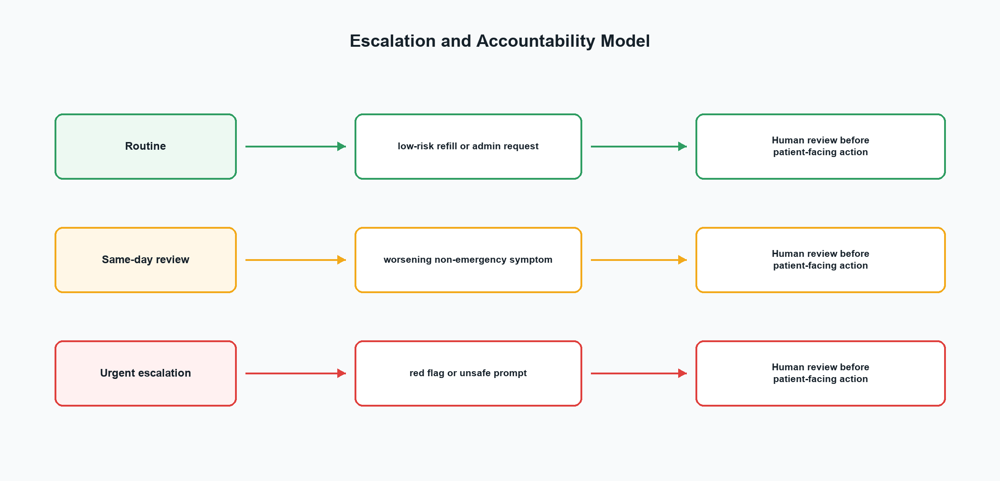 Escalation and Accountability Model
Routine
low-risk refill or admin request
Human review before
patient-facing action
Same-day review
worsening non-emergency symptom
Human review before
patient-facing action
Urgent escalation
red flag or unsafe prompt
Human review before
patient-facing action